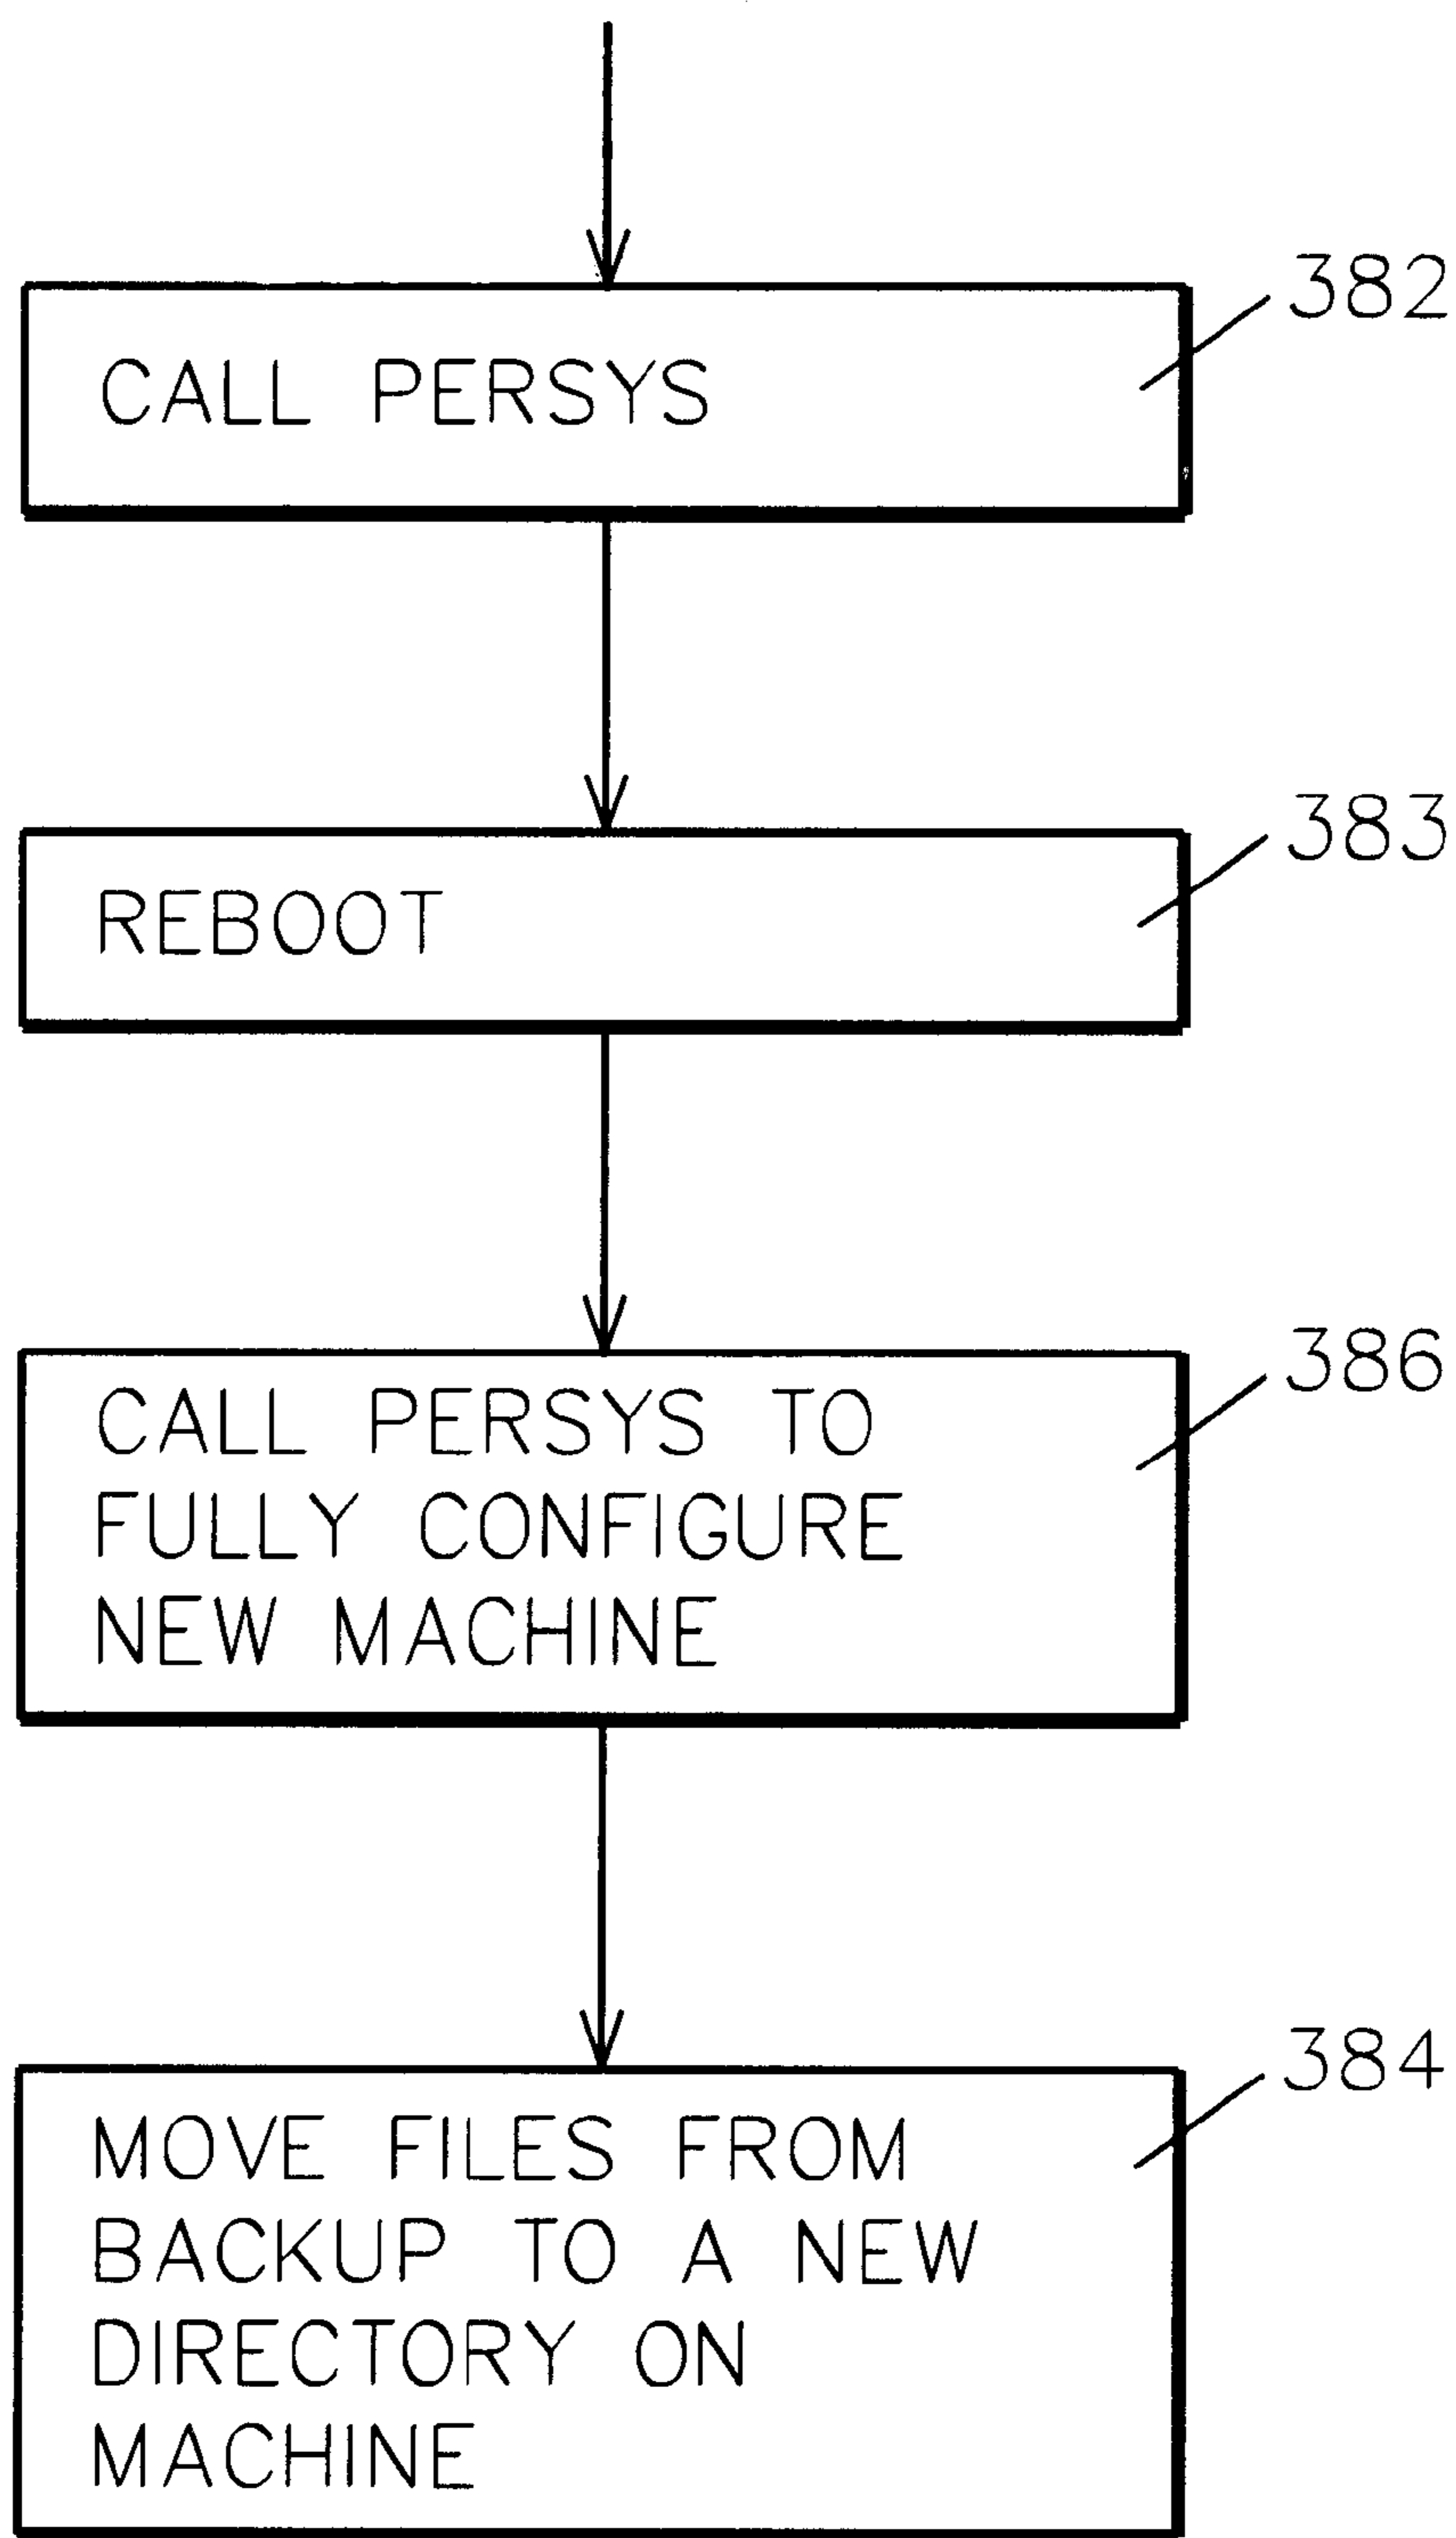 382
CALL PERSYS
383
REBOOT
386
CALL PERSYS TO
FULLY CONFIGURE
NEW MACHINE
384
MOVE FILES FROM
BACKUP TO A NEW
DIRECTORY ON
MACHINE